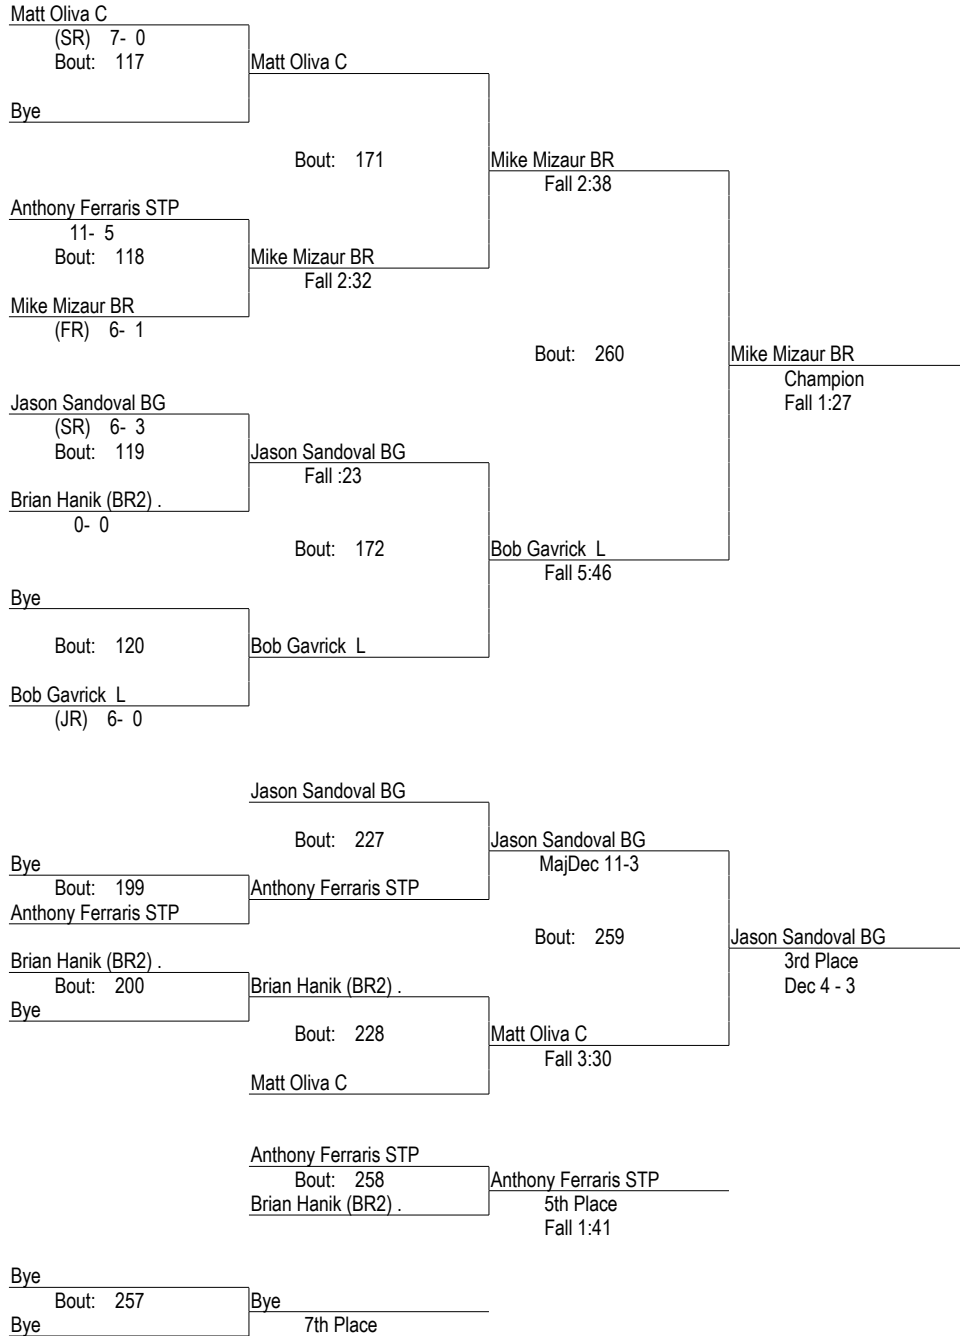 Matt Oliva C
(SR) 7- 0
Bout: 117
Matt Oliva C
Bye
Bout: 171
Mike Mizaur BR
Fall 2:38
Anthony Ferraris STP
11- 5
Bout: 118
Mike Mizaur BR
Fall 2:32
Mike Mizaur BR
(FR) 6- 1
Bout: 260
Mike Mizaur BR
Champion
Fall 1:27
Jason Sandoval BG
(SR) 6- 3
Bout: 119
Jason Sandoval BG
Fall :23
Brian Hanik (BR2) .
0- 0
Bout: 172
Bob Gavrick L
Fall 5:46
Bye
Bout: 120
Bob Gavrick L
Bob Gavrick L
(JR) 6- 0
Jason Sandoval BG
Bout: 227
Jason Sandoval BG
MajDec 11-3
Bye
Bout: 199
Anthony Ferraris STP
Anthony Ferraris STP
Bout: 259
Jason Sandoval BG
3rd Place
Dec 4 - 3
Brian Hanik (BR2) .
Bout: 200
Brian Hanik (BR2) .
Bye
Bout: 228
Matt Oliva C
Fall 3:30
Matt Oliva C
Anthony Ferraris STP
Bout: 258
Anthony Ferraris STP
Brian Hanik (BR2) .
5th Place
Fall 1:41
Bye
Bout: 257
Bye
Bye
7th Place